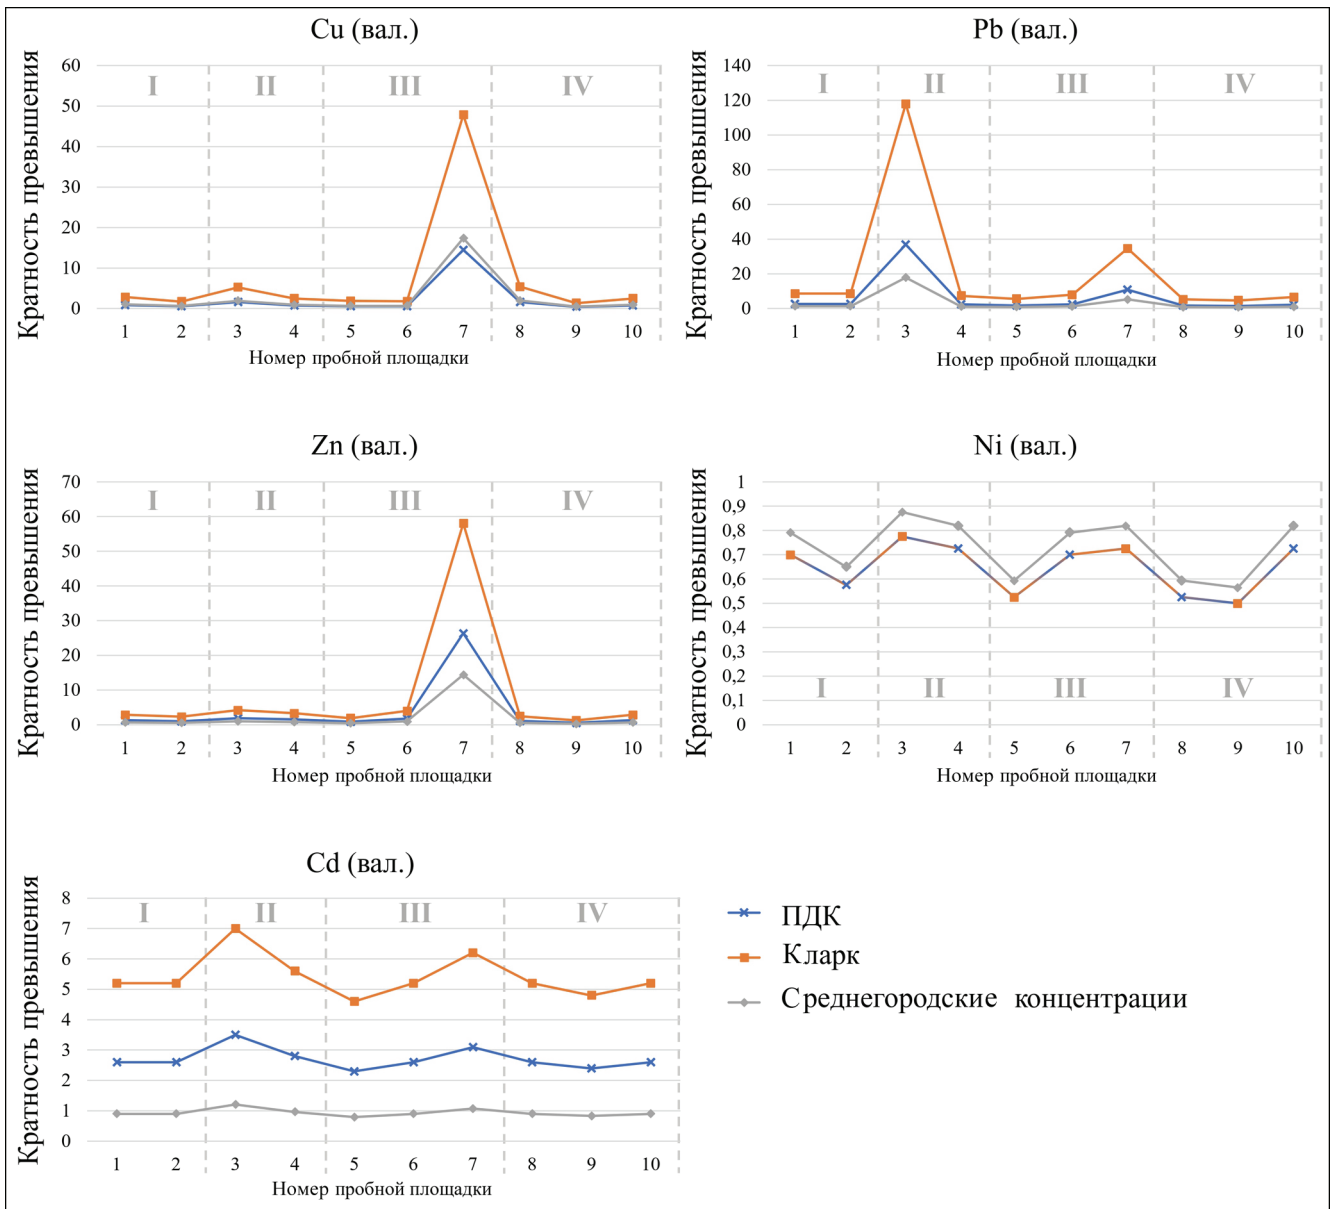 Cu (вал.)
Кратность превышения
60
50
40
30
20
10
0
I II III IV
1 2 3 4 5 6 7 8 9 10
Номер пробной площадки
Pb (вал.)
Кратность превышения
140
120
100
80
60
40
20
0
I II III IV
1 2 3 4 5 6 7 8 9 10
Номер пробной площадки
Zn (вал.)
Кратность превышения
70
60
50
40
30
20
10
0
I II III IV
1 2 3 4 5 6 7 8 9 10
Номер пробной площадки
Ni (вал.)
Кратность превышения
1
0,9
0,8
0,7
0,6
0,5
0,4
0,3
0,2
0,1
0
I II III IV
1 2 3 4 5 6 7 8 9 10
Номер пробной площадки
Cd (вал.)
Кратность превышения
8
7
6
5
4
3
2
1
0
I II III IV
1 2 3 4 5 6 7 8 9 10
Номер пробной площадки
ПДК
Кларк
Среднегородские концентрации